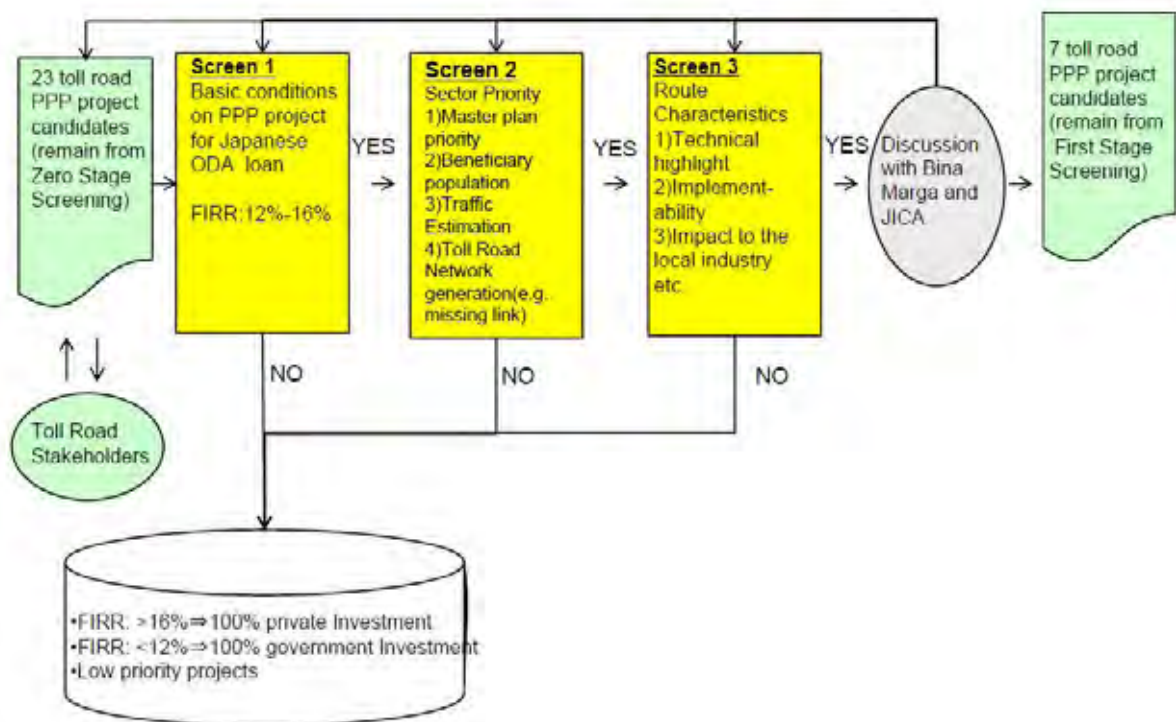 23 toll road
PPP project
candidates
(remain from
Zero Stage
Screening)
Screen 1
Basic conditions
on PPP project
for Japanese
ODA loan
FIRR:12%-16%
YES
Screen 2
Sector Priority
1)Master plan
priority
2)Beneficiary
population
3)Traffic
Estimation
4)Toll Road
Network
generation(e.g.
missing link)
YES
Screen 3
Route
Characteristics
1)Technical
highlight
2)Implement-
ability
3)Impact to the
local industry
etc
YES
Discussion
with Bina
Marga and
JICA
7 toll road
PPP project
candidates
(remain from
First Stage
Screening)
NO
NO
NO
Toll Road
Stakeholders
•FIRR: >16%⇒100% private Investment
•FIRR: <12%⇒100% government Investment
•Low priority projects